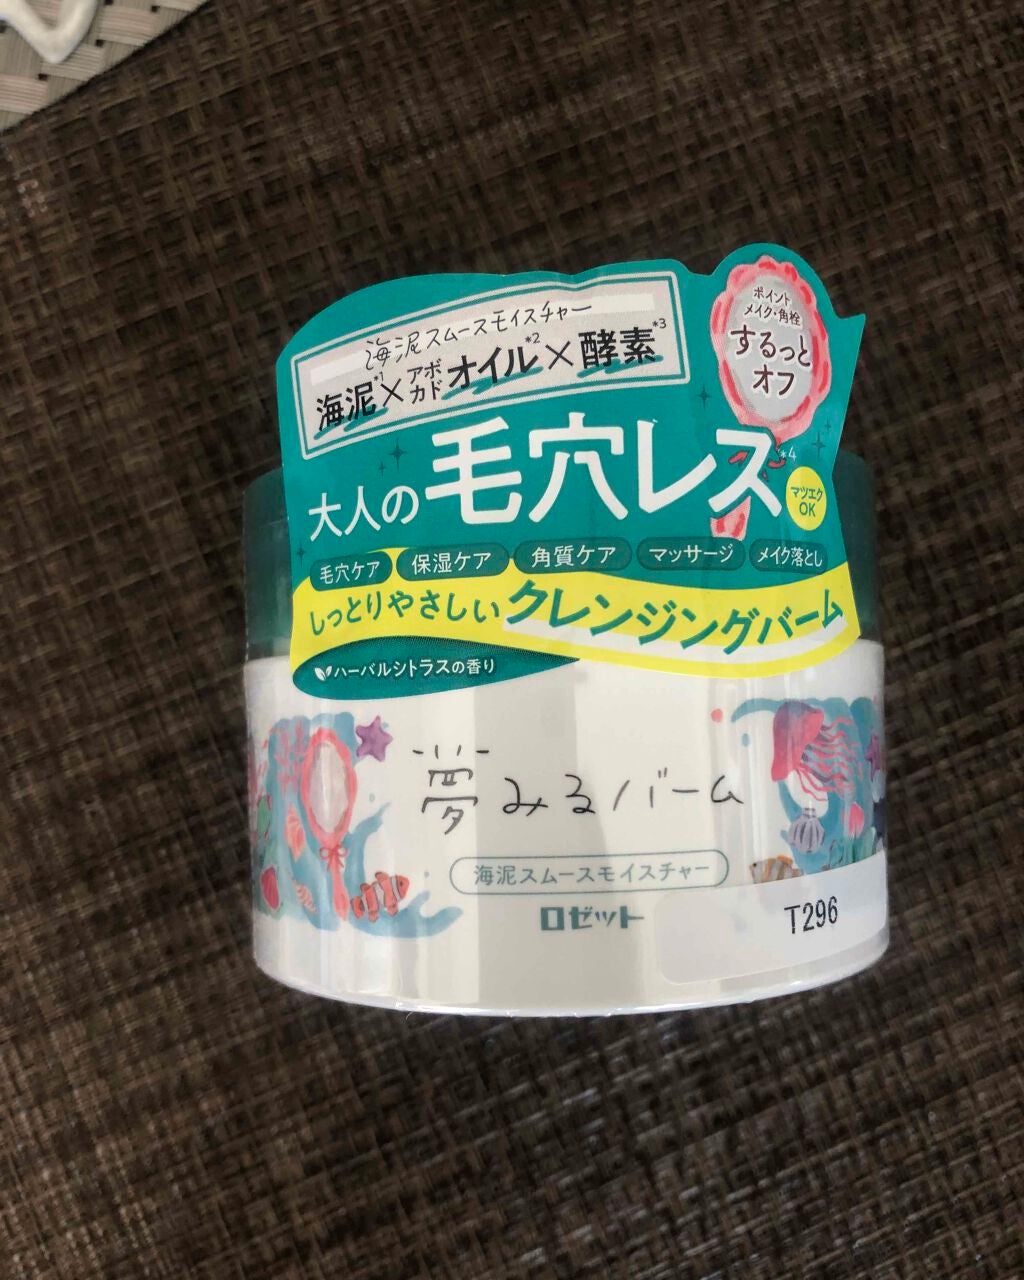 海泥スムースモイスチャー
海泥*1×アボカドオイル*2×酵素*3
ポイント
メイク・角栓
するっと
オフ
大人の毛穴レス*4
マツエク
OK
毛穴ケア 保湿ケア 角質ケア マッサージ メイク落とし
しっとりやさしいクレンジングバーム
ハーバルシトラスの香り
夢みるバーム
海泥スムースモイスチャー
ロゼット
T296